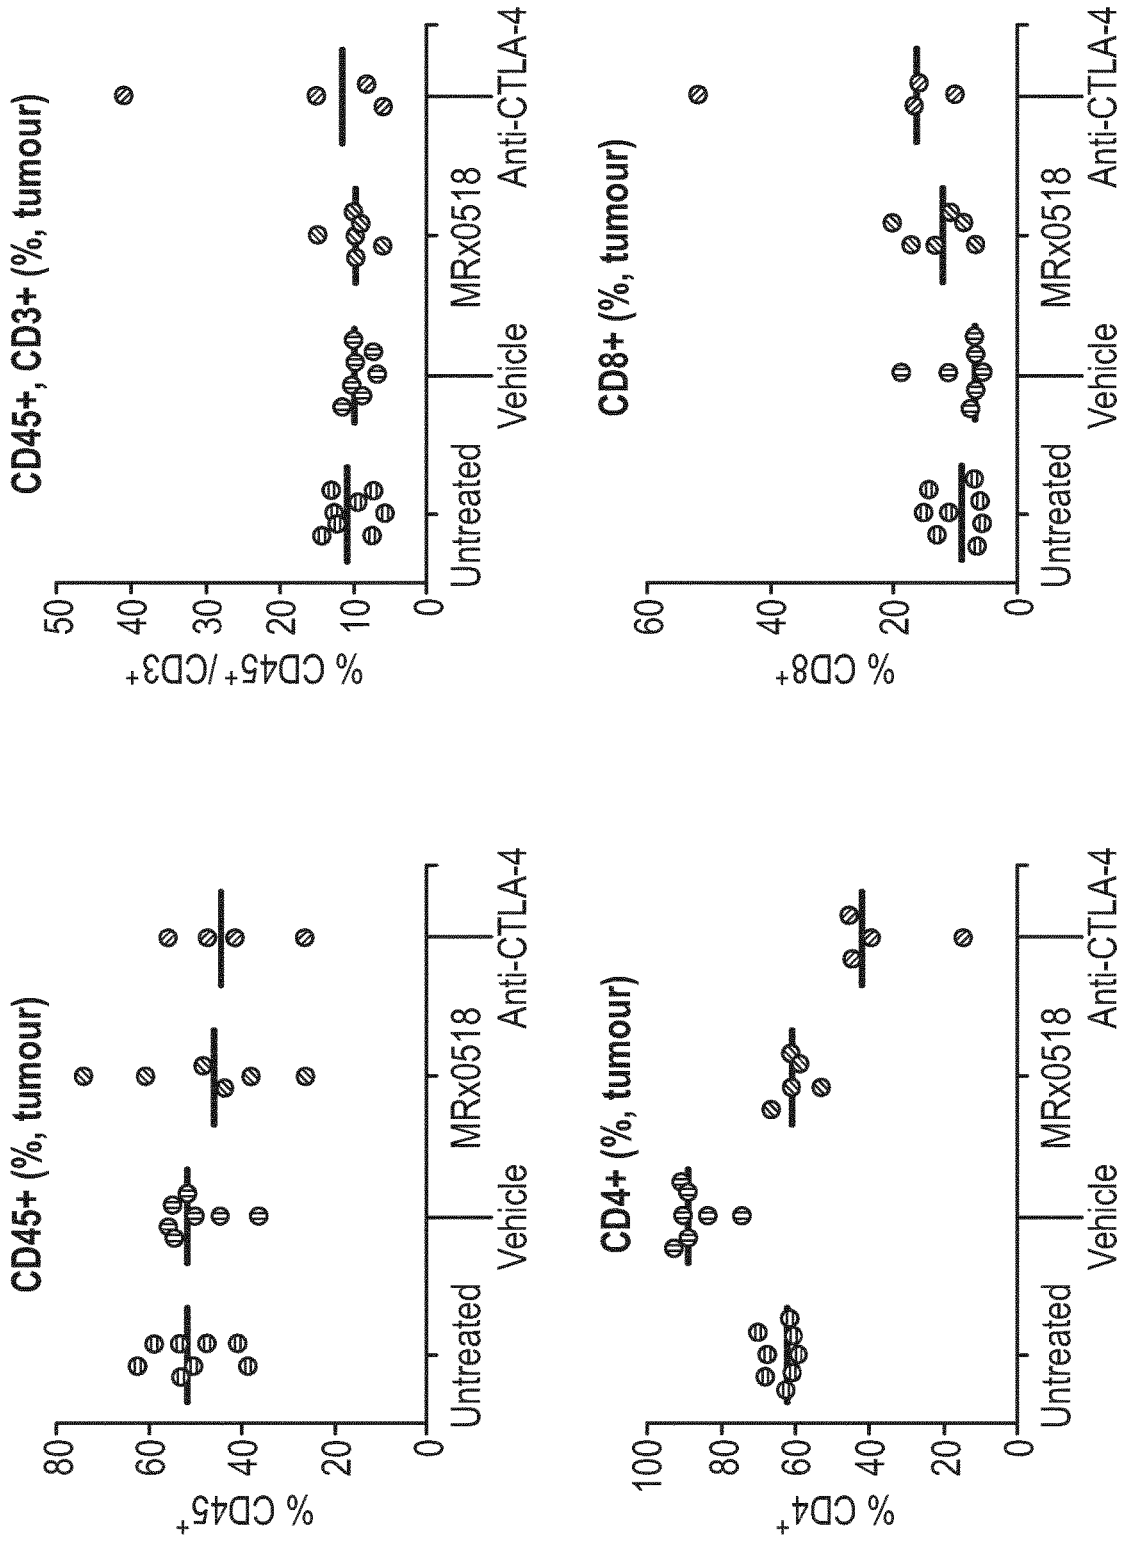 CD45+ (%, tumour)
% CD45+
80
60
40
20
0
Untreated
Vehicle
MRx0518
Anti-CTLA-4
CD45+, CD3+ (%, tumour)
% CD45+/CD3+
50
40
30
20
10
0
Untreated
Vehicle
MRx0518
Anti-CTLA-4
CD4+ (%, tumour)
% CD4+
100
80
60
40
20
0
Untreated
Vehicle
MRx0518
Anti-CTLA-4
CD8+ (%, tumour)
% CD8+
60
40
20
0
Untreated
Vehicle
MRx0518
Anti-CTLA-4